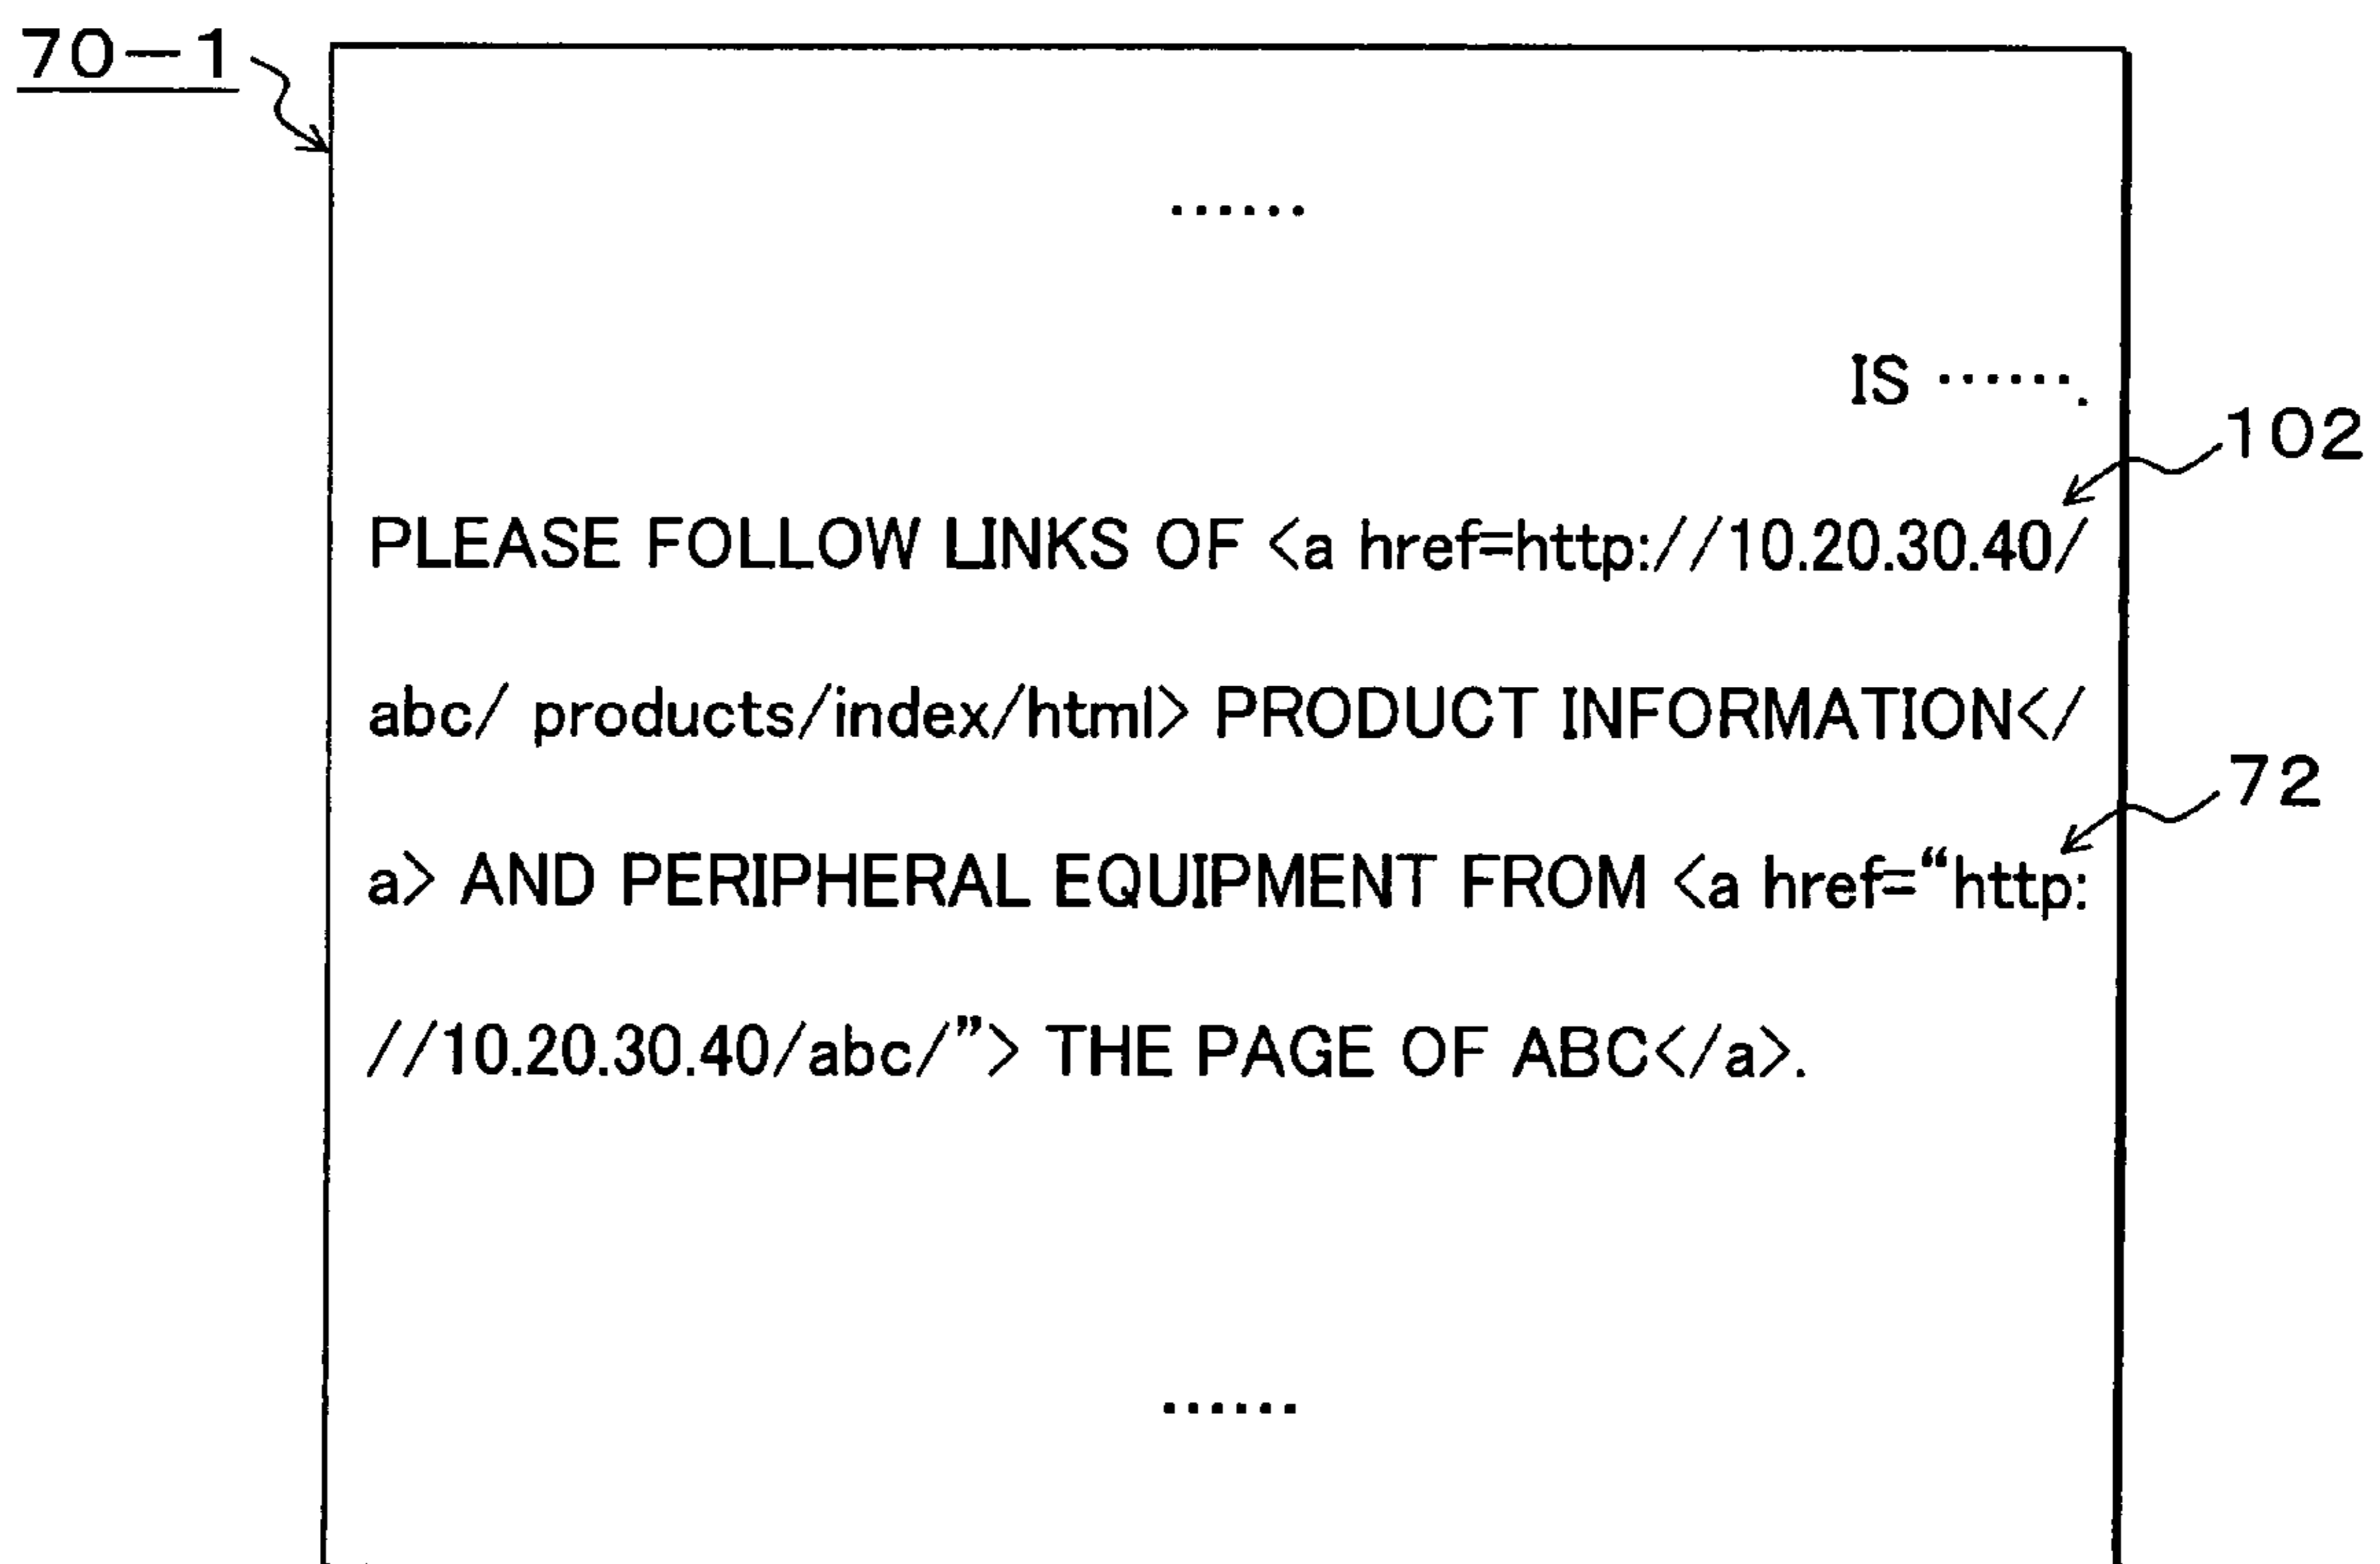 70-1
......
IS .......
102
PLEASE FOLLOW LINKS OF <a href=http://10.20.30.40/
abc/ products/index/html> PRODUCT INFORMATION</
72
a> AND PERIPHERAL EQUIPMENT FROM <a href=“http:
//10.20.30.40/abc/”> THE PAGE OF ABC</a>.
......